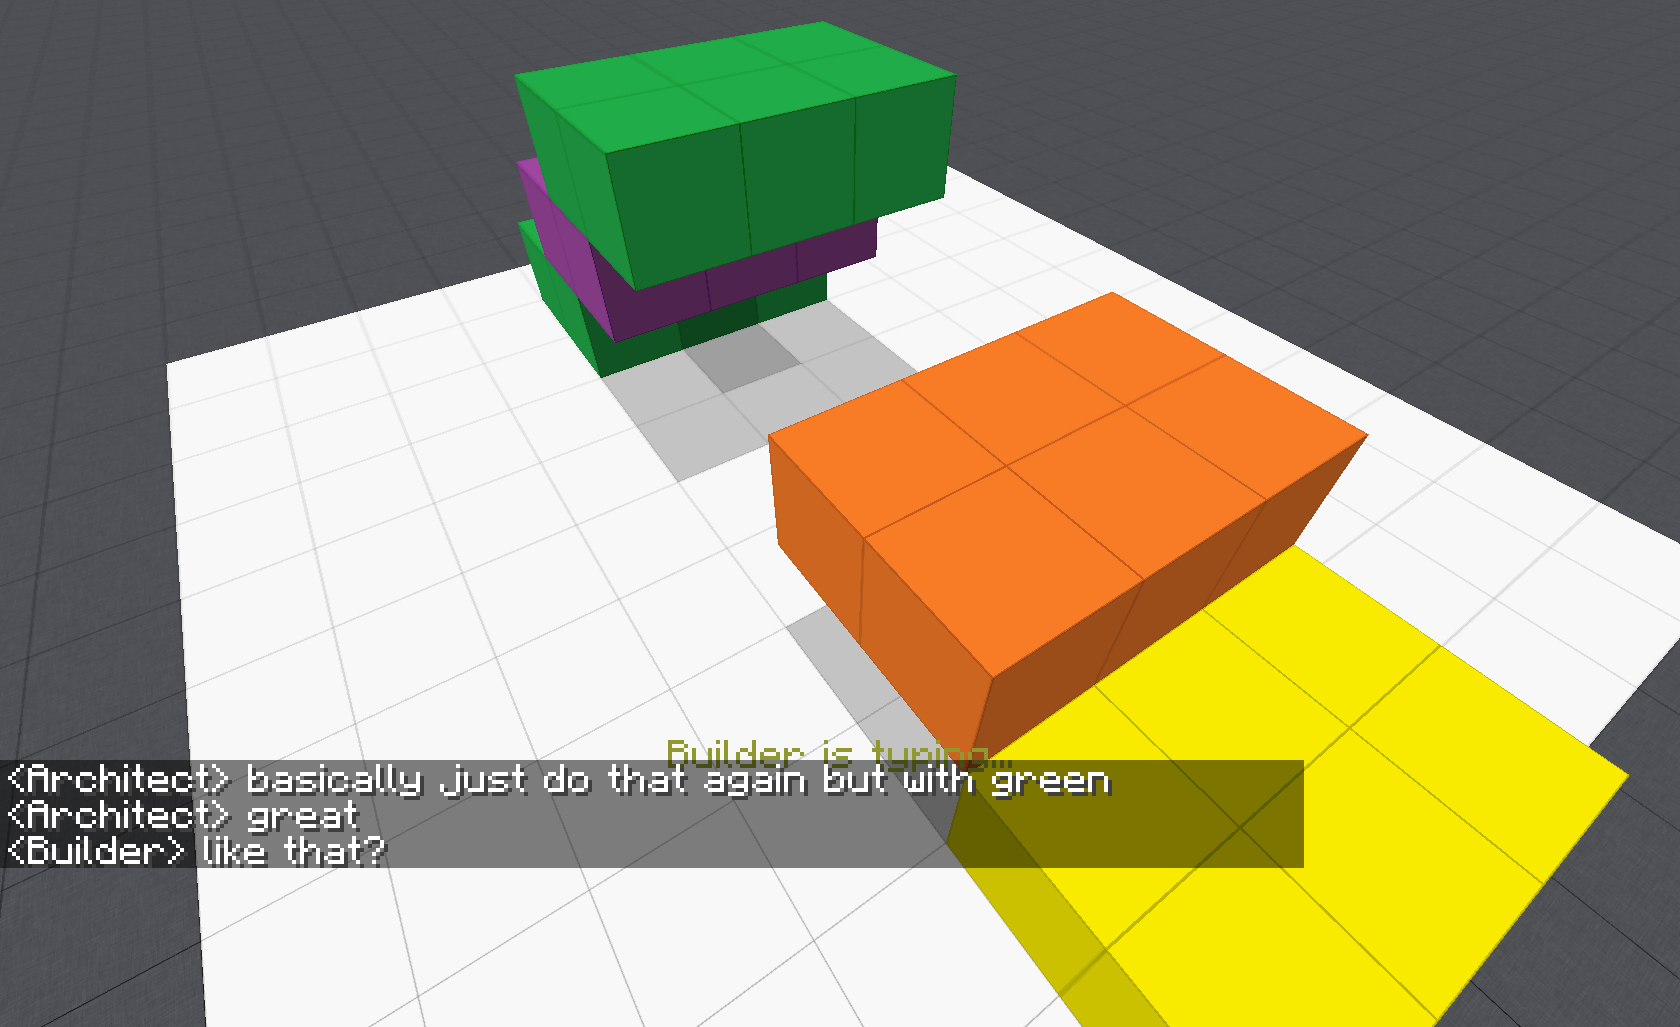 Builder is typing...
<Architect> basically just do that again but with green
<Architect> great
<Builder> like that?